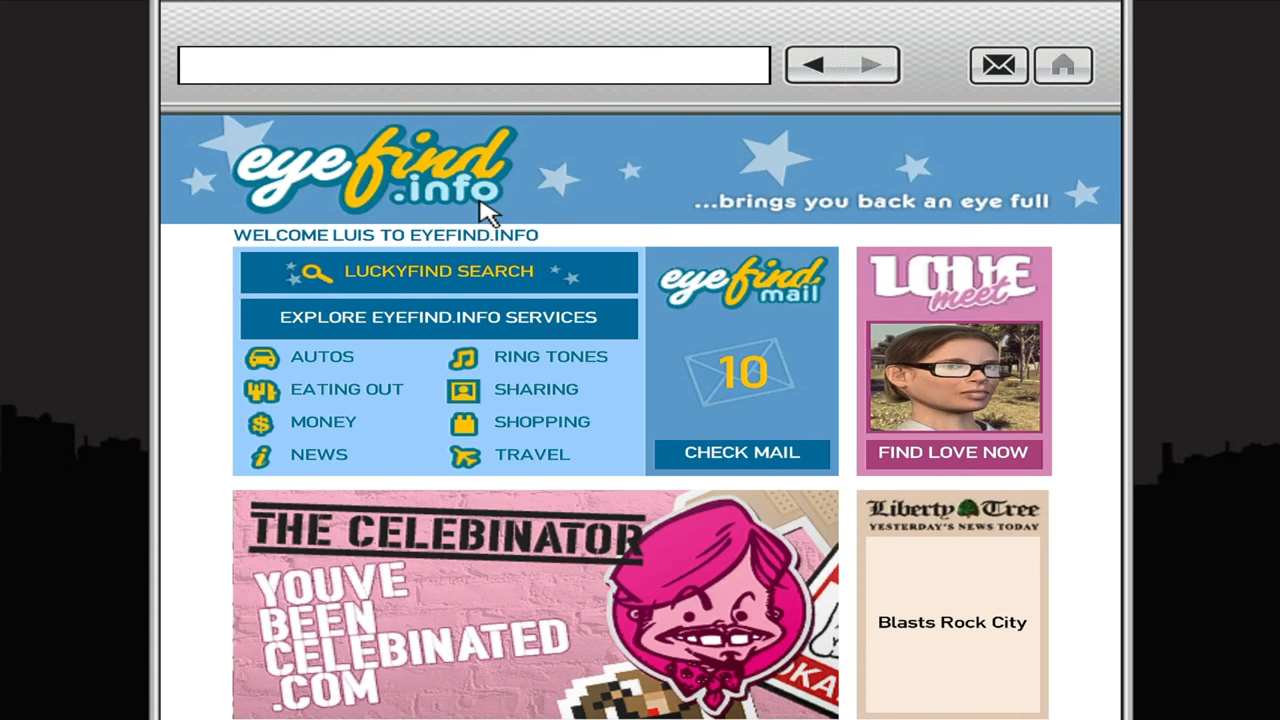 eyefind
.info
...brings you back an eye full
WELCOME LUIS TO EYEFIND.INFO
LUCKYFIND SEARCH
EXPLORE EYEFIND.INFO SERVICES
AUTOS
RING TONES
EATING OUT
SHARING
MONEY
SHOPPING
NEWS
TRAVEL
eyefind
mail
10
CHECK MAIL
LOVE
meet
FIND LOVE NOW
THE CELEBINATOR
YOUVE
BEEN
CELEBINATED
.COM
Liberty Tree
YESTERDAY'S NEWS TODAY
Blasts Rock City